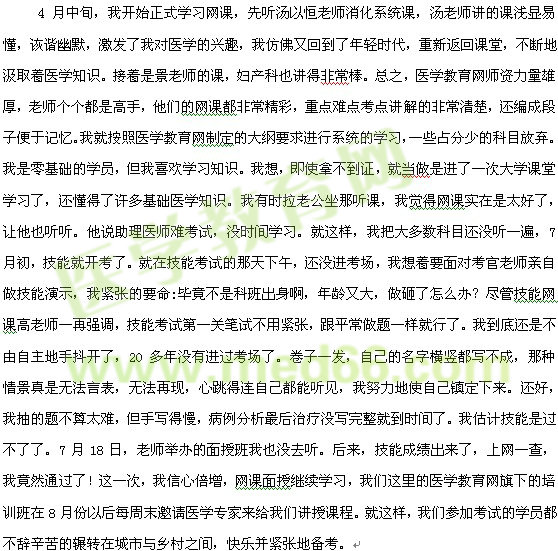 4 月中旬，我开始正式学习网课，先听汤以恒老师消化系统课，汤老师讲的课浅显易
懂，诙谐幽默，激发了我对医学的兴趣，我仿佛又回到了年轻时代，重新返回课堂，不断地
汲取着医学知识。接着是景老师的课，妇产科也讲得非常棒。总之，医学教育网师资力量雄
厚，老师个个都是高手，他们的网课都非常精彩，重点难点考点讲解的非常清楚，还编成段
子便于记忆。我就按照医学教育网制定的大纲要求进行系统的学习，一些占分少的科目放弃。
我是零基础的学员，但我喜欢学习知识。我想，即使拿不到证，就当做是进了一次大学课堂
学习了，还懂得了许多基础医学知识。我有时拉老公坐那听课，我觉得网课实在是太好了，
让他也听听。他说助理医师难考试，没时间学习。就这样，我把大多数科目还没听一遍，7
月初，技能就开考了。就在技能考试的那天下午，还没进考场，我想着要面对考官老师亲自
做技能演示，我紧张的要命:毕竟不是科班出身啊，年龄又大，做砸了怎么办？尽管技能网
课高老师一再强调，技能考试第一关笔试不用紧张，跟平常做题一样就行了。我到底还是不
由自主地手抖开了，20 多年没有进过考场了。卷子一发，自己的名字横竖都写不成，那种
情景真是无法言表，无法再现，心跳得连自己都能听见，我努力地使自己镇定下来。还好，
我抽的题不算太难，但手写得慢，病例分析最后治疗没写完整就到时间了。我估计技能是过
不了了。7 月 18 日，老师举办的面授班我也没去听。后来，技能成绩出来了，上网一查，
我竟然通过了！这一次，我信心倍增，网课面授继续学习，我们这里的医学教育网旗下的培
训班在 8 月份以后每周末邀请医学专家来给我们讲授课程。就这样，我们参加考试的学员都
不辞辛苦的辗转在城市与乡村之间，快乐并紧张地备考。
医学教育网
www.med66.com